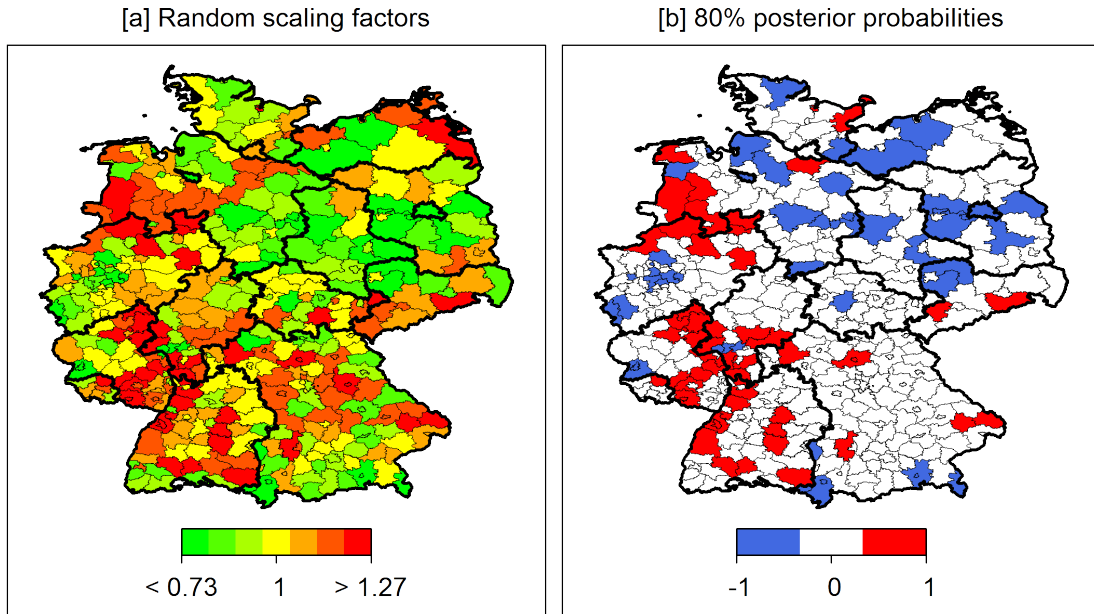 [a] Random scaling factors
[b] 80% posterior probabilities
< 0.73 1 > 1.27
-1 0 1